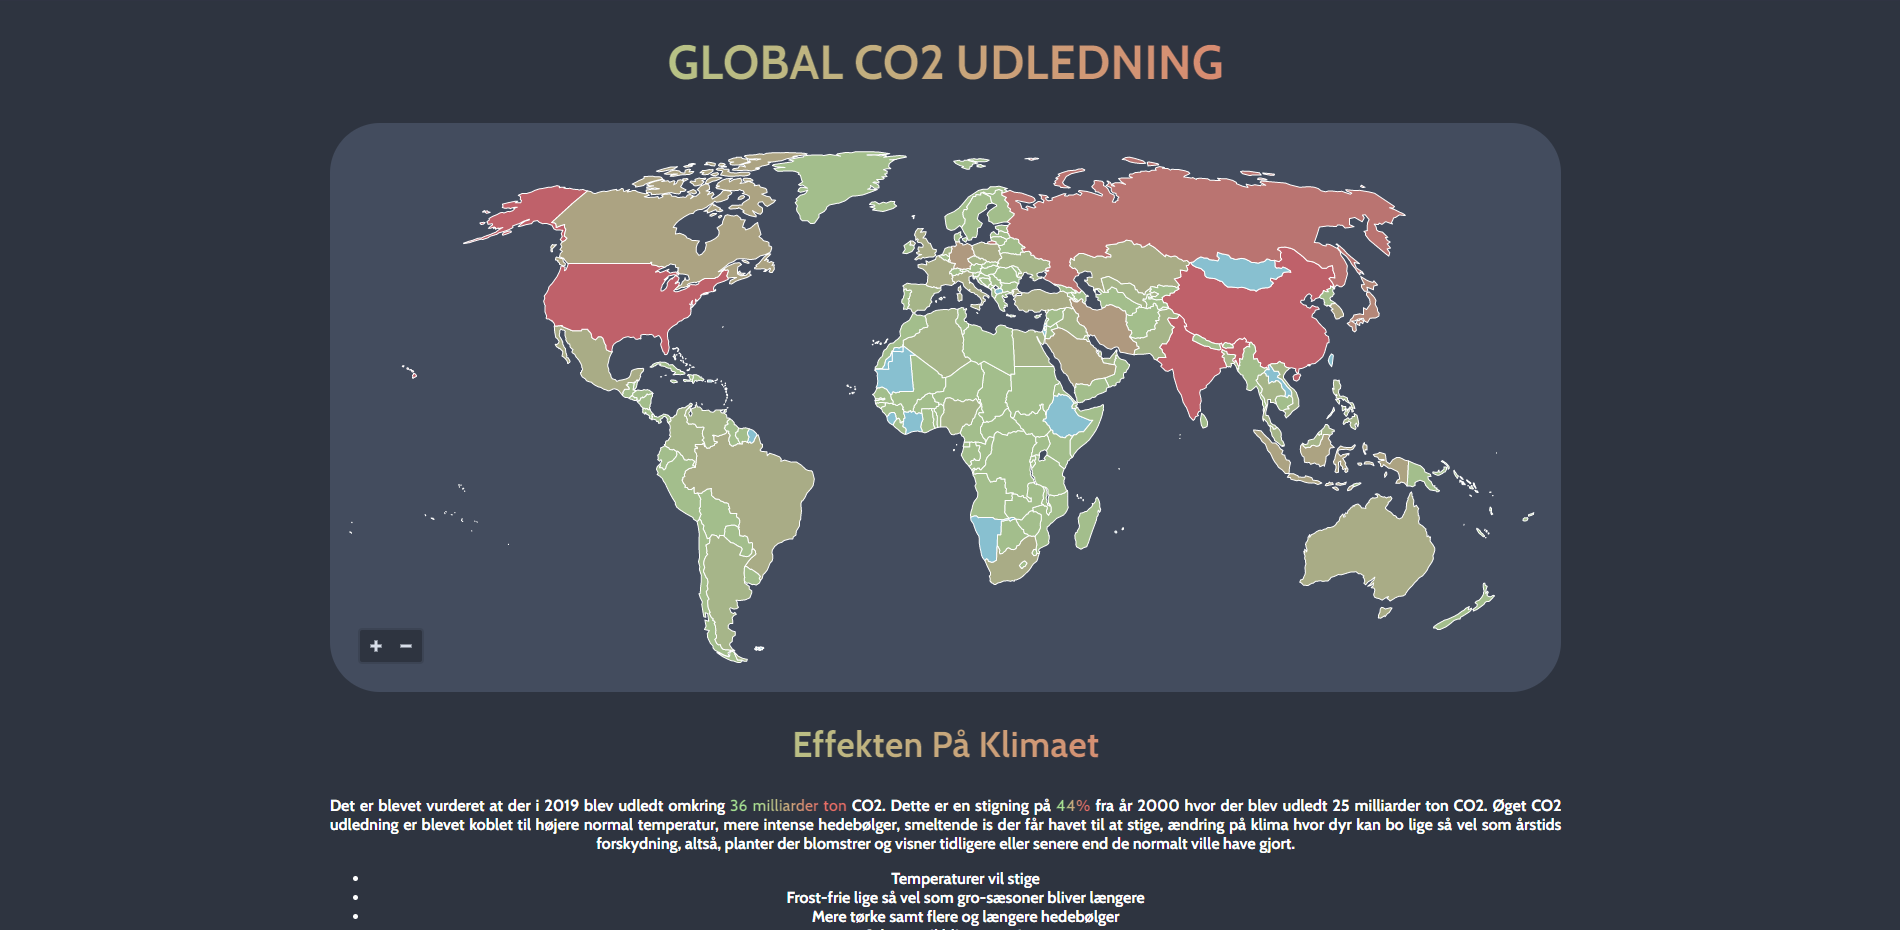 GLOBAL CO2 UDLEDNING
Effekten På Klimaet
Det er blevet vurderet at der i 2019 blev udledt omkring 36 milliarder ton CO2. Dette er en stigning på 44% fra år 2000 hvor der blev udledt 25 milliarder ton CO2. Øget CO2
udledning er blevet koblet til højere normal temperatur, mere intense hedebølger, smeltende is der får havet til at stige, ændring på klima hvor dyr kan bo lige så vel som årstids
forskydning, altså, planter der blomstrer og visner tidligere eller senere end de normalt ville have gjort.
Temperaturer vil stige
Frost-frie lige så vel som gro-sæsoner bliver længere
Mere tørke samt flere og længere hedebølger